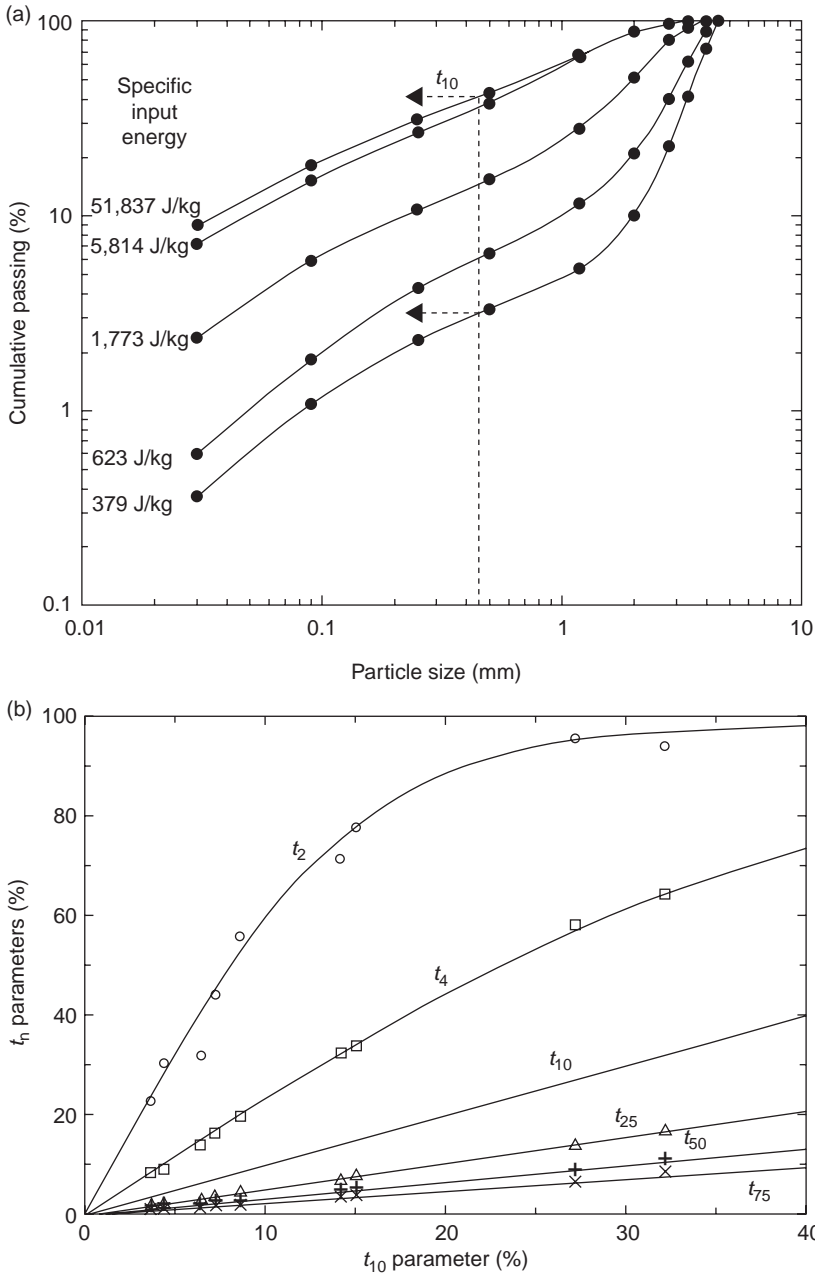 (a)
100
10
1
0.1
Cumulative passing (%)
Specific
input
energy
t10
51,837 J/kg
5,814 J/kg
1,773 J/kg
623 J/kg
379 J/kg
0.01
0.1
1
10
Particle size (mm)
(b)
100
80
60
40
20
0
tn parameters (%)
t2
t4
t10
t25
t50
t75
0
10
20
30
40
t10 parameter (%)